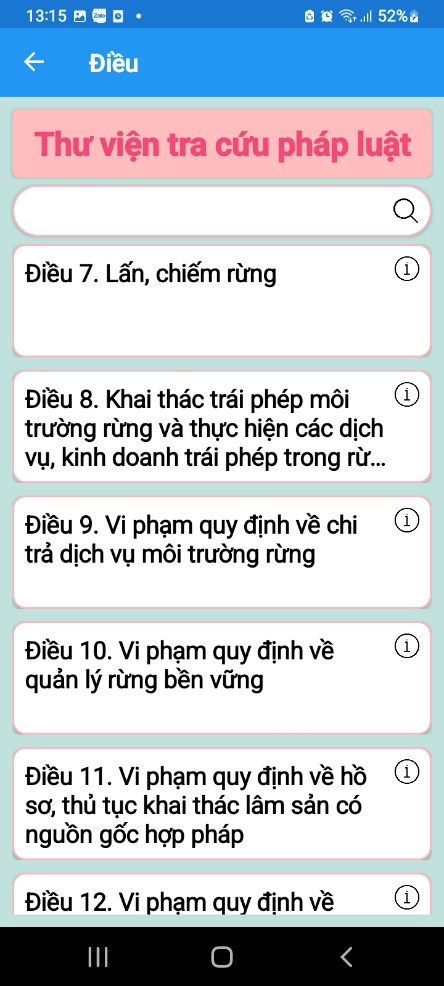 13:15
Zalo
52%
Điều
Thư viện tra cứu pháp luật
Điều 7. Lấn, chiếm rừng
Điều 8. Khai thác trái phép môi
trường rừng và thực hiện các dịch
vụ, kinh doanh trái phép trong rừ...
Điều 9. Vi phạm quy định về chi
trả dịch vụ môi trường rừng
Điều 10. Vi phạm quy định về
quản lý rừng bền vững
Điều 11. Vi phạm quy định về hồ
sơ, thủ tục khai thác lâm sản có
nguồn gốc hợp pháp
Điều 12. Vi phạm quy định về